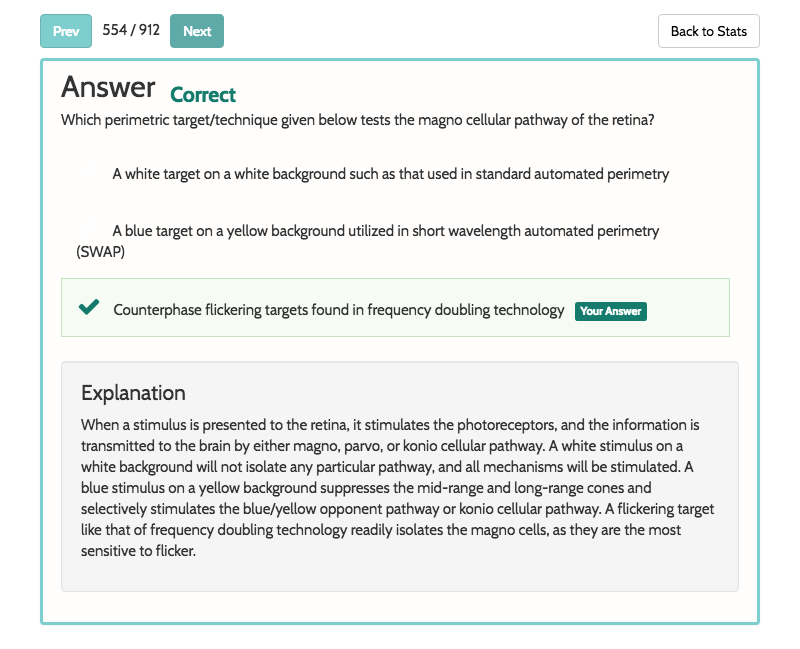 Prev 554 / 912 Next Back to Stats
Answer Correct
Which perimetric target/technique given below tests the magno cellular pathway of the retina?
A white target on a white background such as that used in standard automated perimetry
A blue target on a yellow background utilized in short wavelength automated perimetry
(SWAP)
Counterphase flickering targets found in frequency doubling technology Your Answer
Explanation
When a stimulus is presented to the retina, it stimulates the photoreceptors, and the information is
transmitted to the brain by either magno, parvo, or konio cellular pathway. A white stimulus on a
white background will not isolate any particular pathway, and all mechanisms will be stimulated. A
blue stimulus on a yellow background suppresses the mid-range and long-range cones and
selectively stimulates the blue/yellow opponent pathway or konio cellular pathway. A flickering target
like that of frequency doubling technology readily isolates the magno cells, as they are the most
sensitive to flicker.